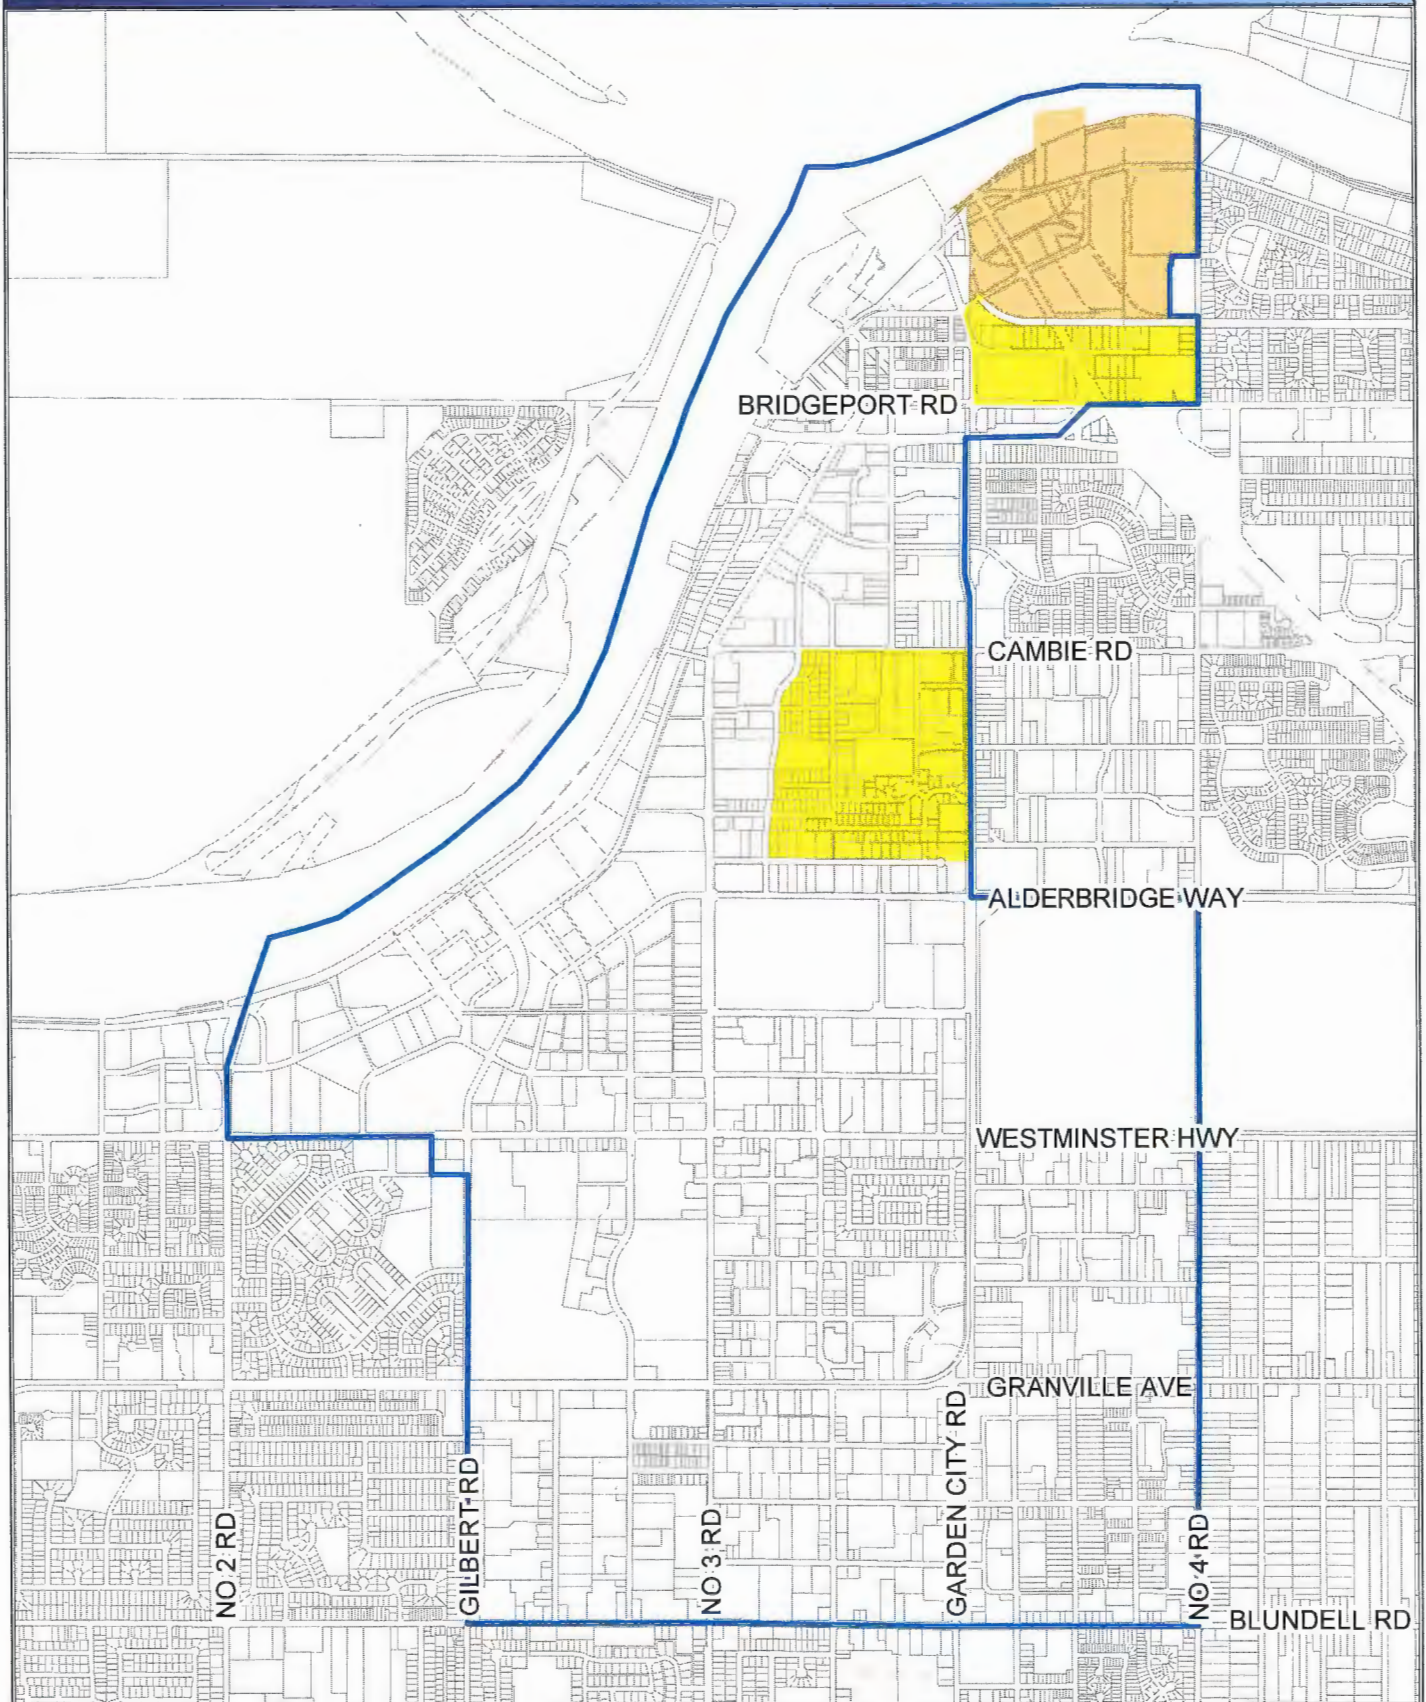 BRIDGEPORT RD
CAMBIE RD
ALDERBRIDGE WAY
WESTMINSTER HWY
GRANVILLE AVE
NO 2 RD
GILBERT RD
NO 3 RD
GARDEN CITY RD
NO 4 RD
BLUNDELL RD